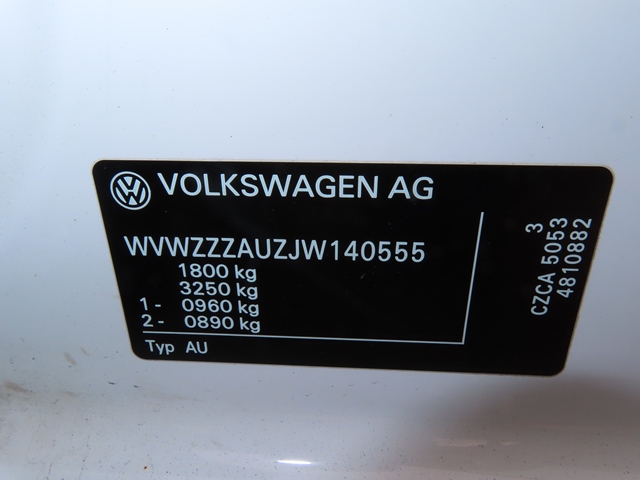 VOLKSWAGEN AG
WVWZZZAUZJW140555
1800 kg
3250 kg
1- 0960 kg
2- 0890 kg
Typ AU
3
CZCA 5053
4810882